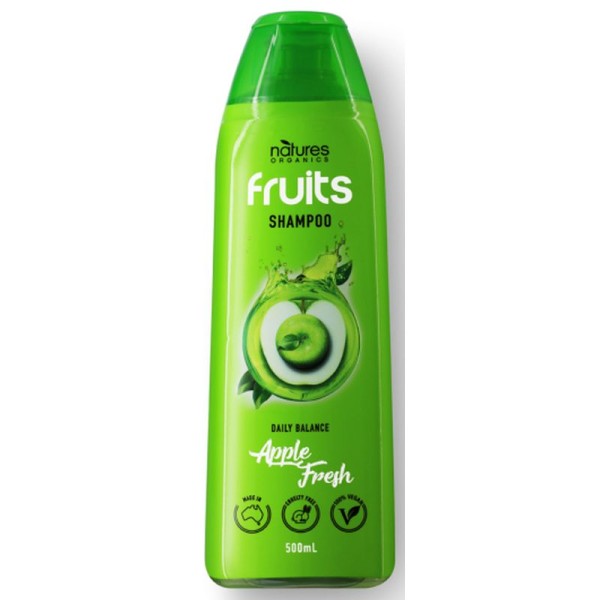 natures
ORGANICS
fruits
SHAMPOO
DAILY BALANCE
Apple
Fresh
MADE IN
CRUELTY FREE
100% VEGAN
500mL